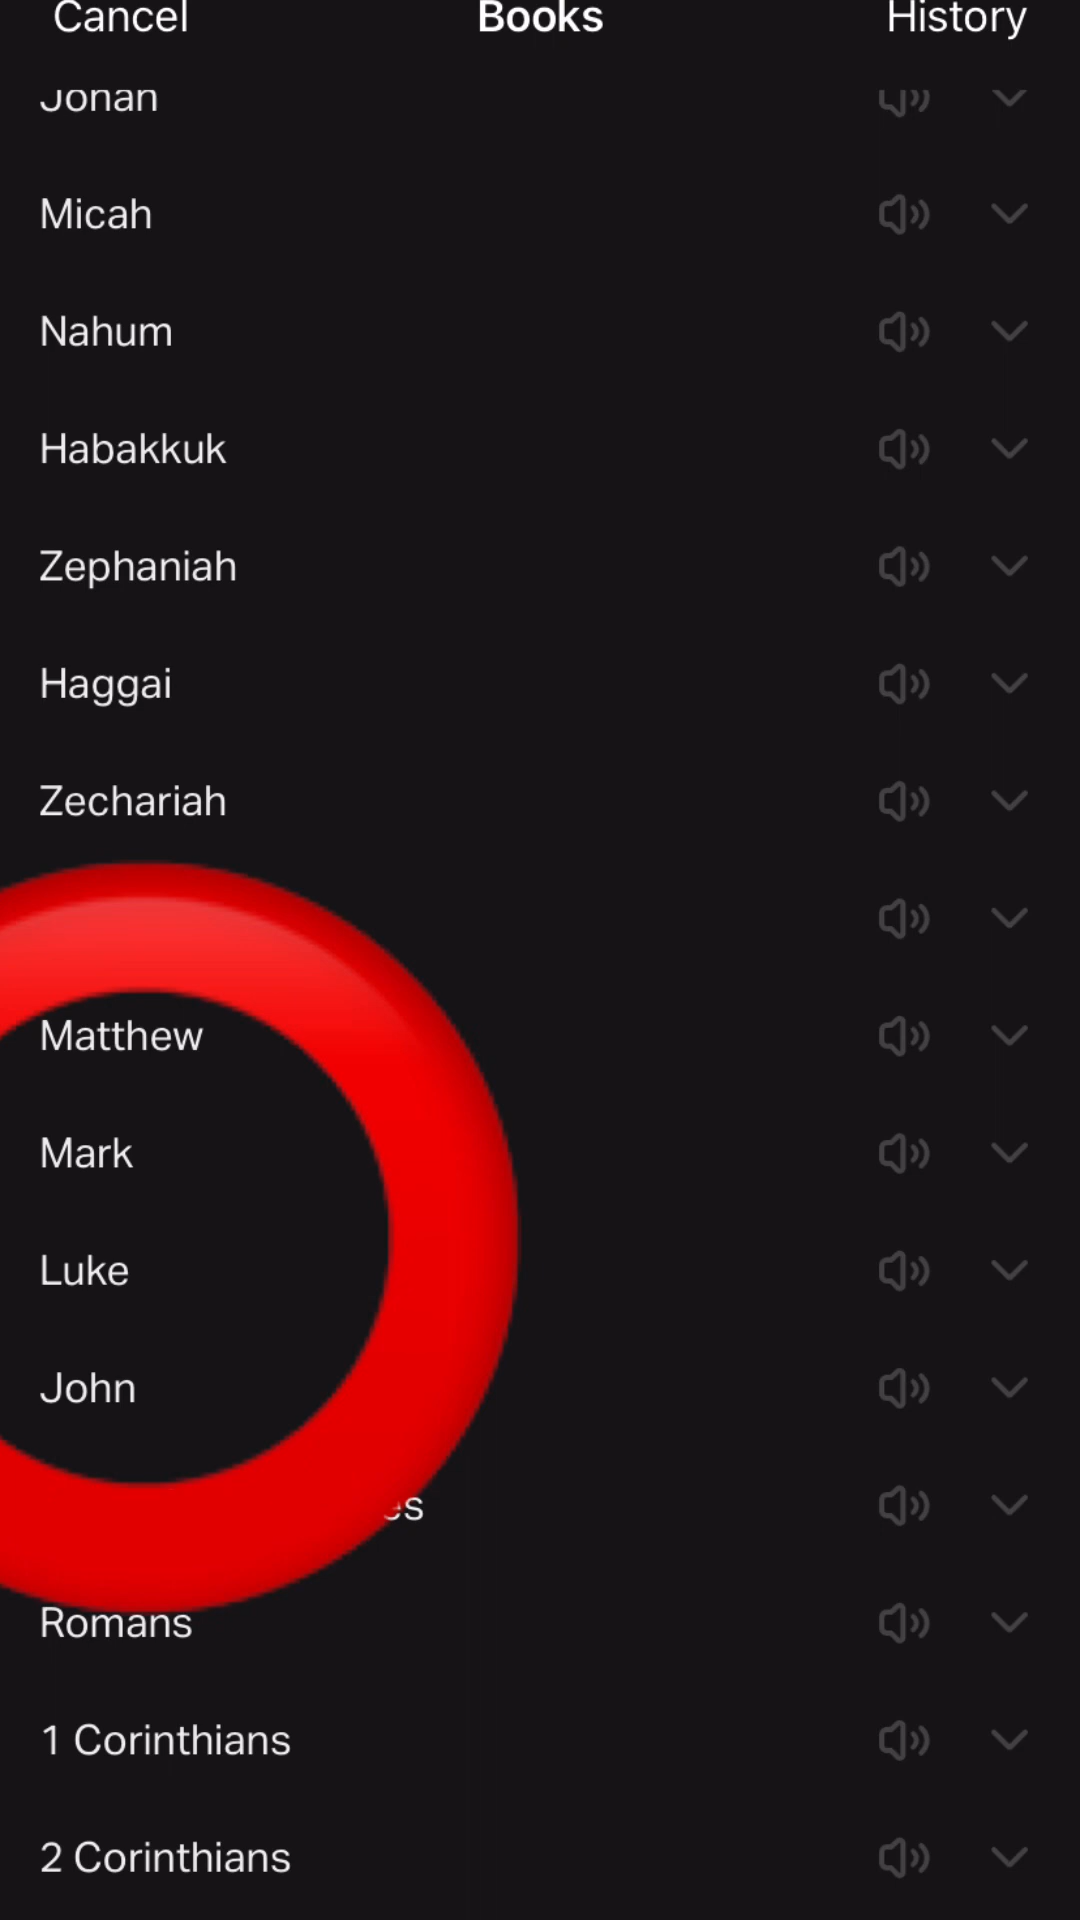 Cancel Books History
Jonah
Micah
Nahum
Habakkuk
Zephaniah
Haggai
Zechariah
Matthew
Mark
Luke
John
Romans
1 Corinthians
2 Corinthians